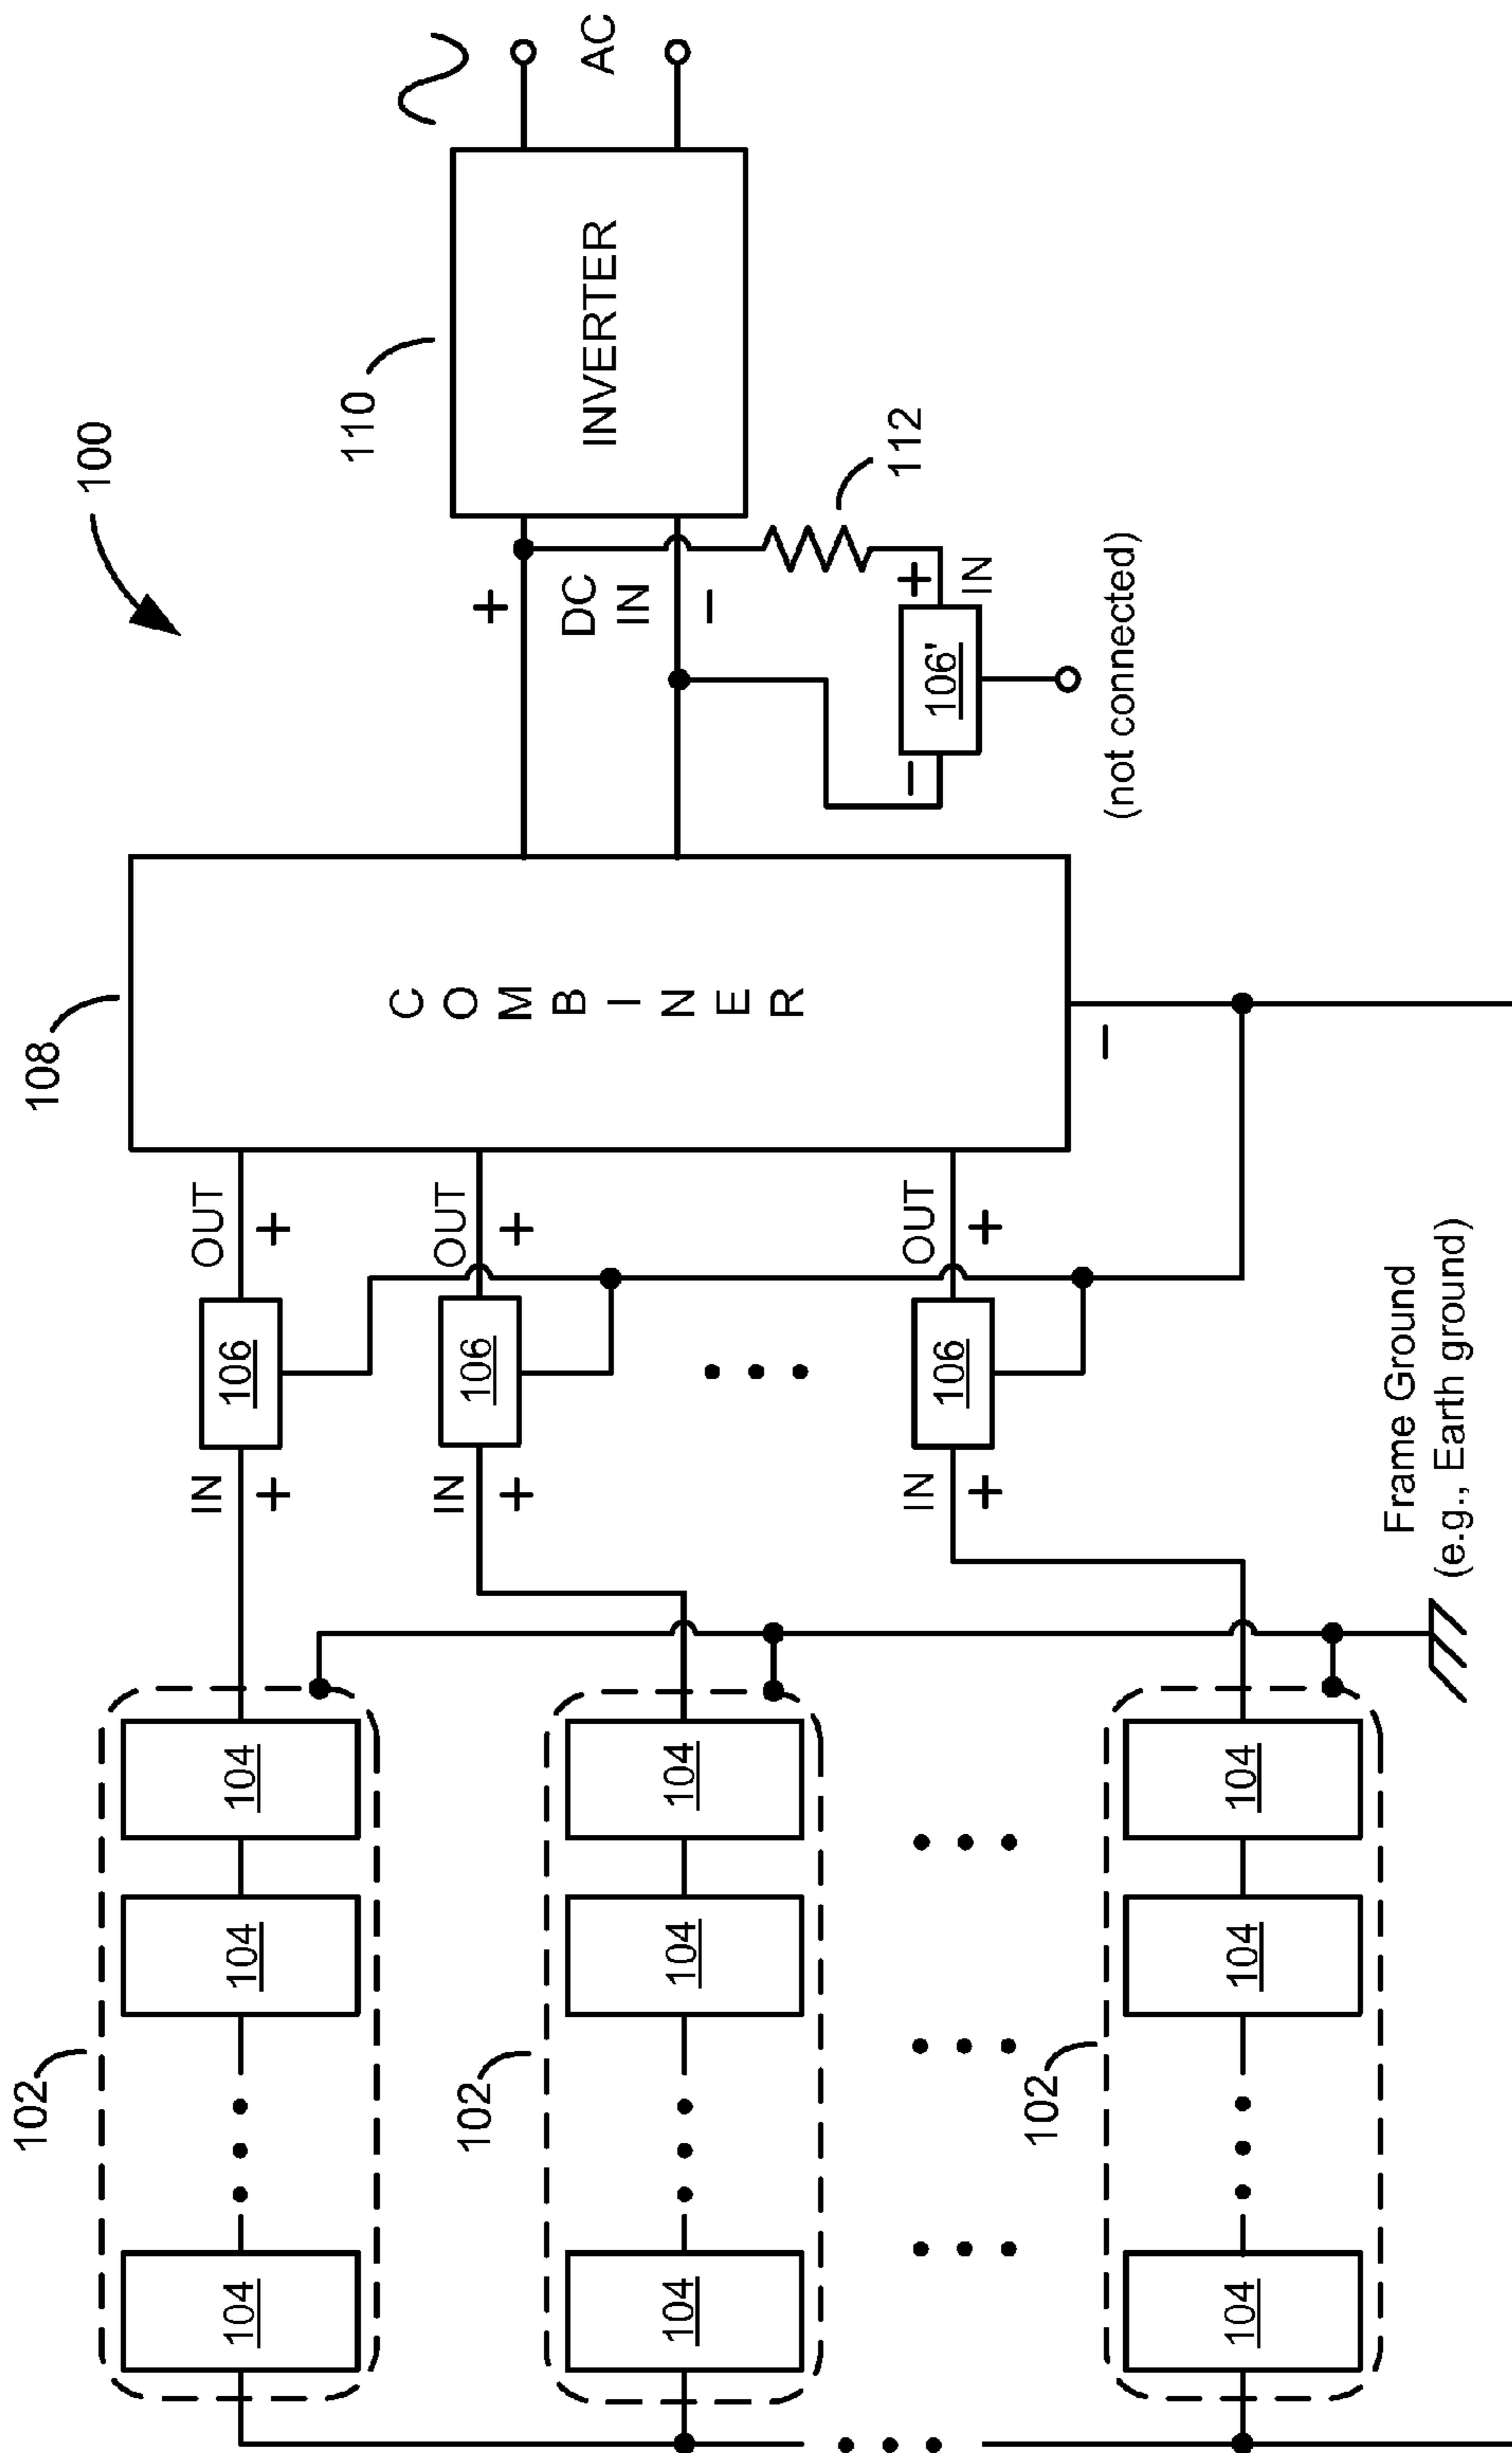 100
102
104
104
104
IN
+
106
OUT
+
108
COMBINER
+
DC
IN
−
110
INVERTER
AC
112
+
IN
106'
−
(not connected)
102
104
104
104
IN
+
106
OUT
+
102
104
104
104
IN
+
106
OUT
+
−
Frame Ground
(e.g., Earth ground)